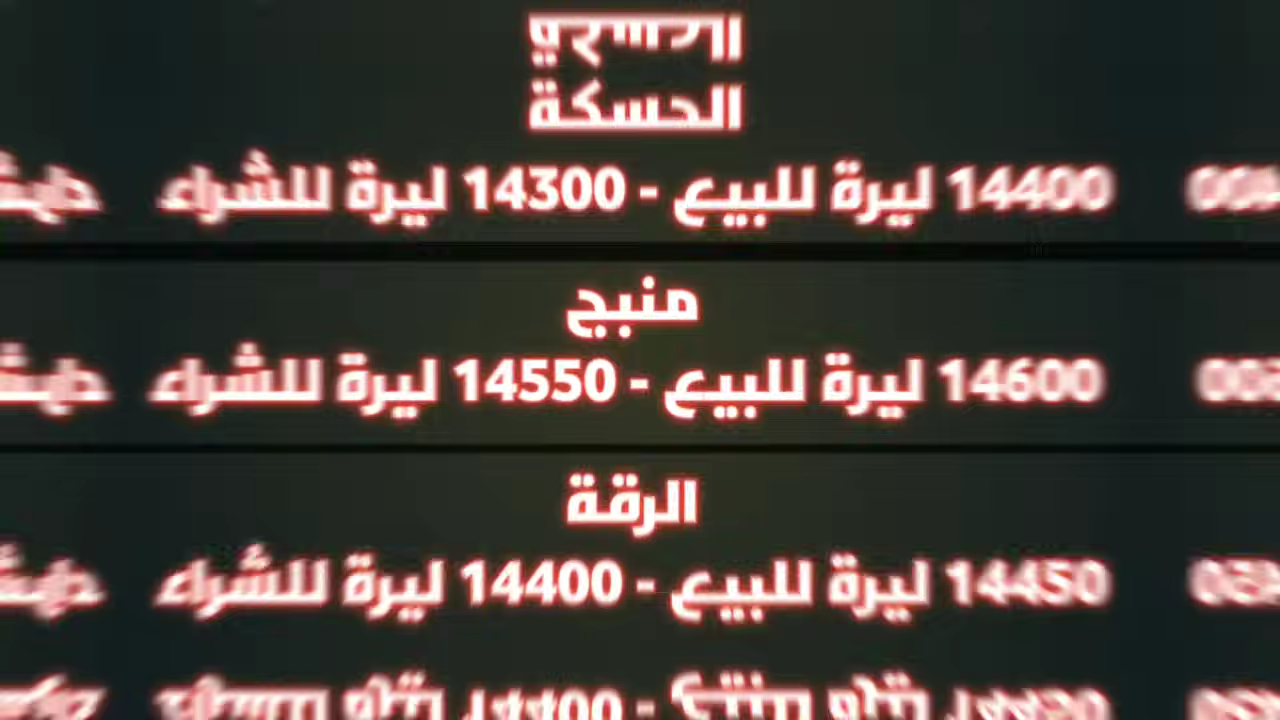 الحسكة
14400 ليرة للبيع - 14300 ليرة للشراء
منبج
14600 ليرة للبيع - 14550 ليرة للشراء
الرقة
14450 ليرة للبيع - 14400 ليرة للشراء